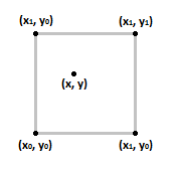 (x₁, y₀) (x₁, y₁)
(x, y)
(x₀, y₀) (x₁, y₀)